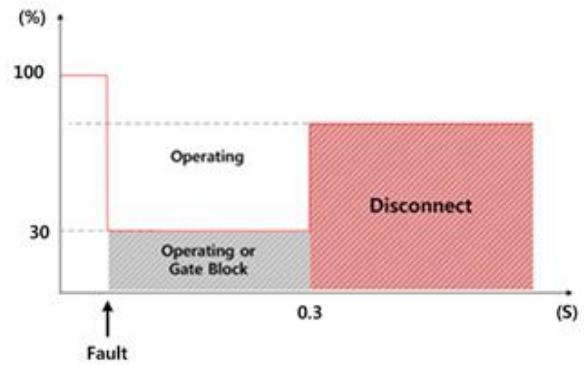 (%)
100
Operating
Disconnect
30
Operating or
Gate Block
0.3
(S)
Fault